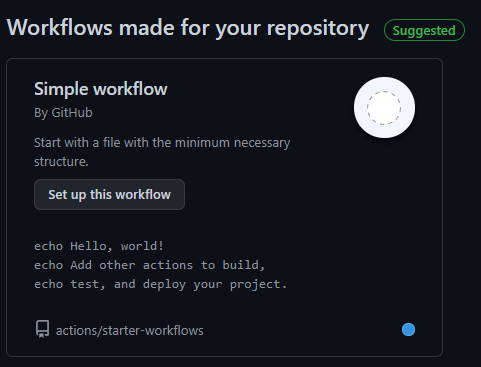 Workflows made for your repository Suggested
Simple workflow
By GitHub
Start with a file with the minimum necessary
structure.
Set up this workflow
echo Hello, world!
echo Add other actions to build,
echo test, and deploy your project.
actions/starter-workflows